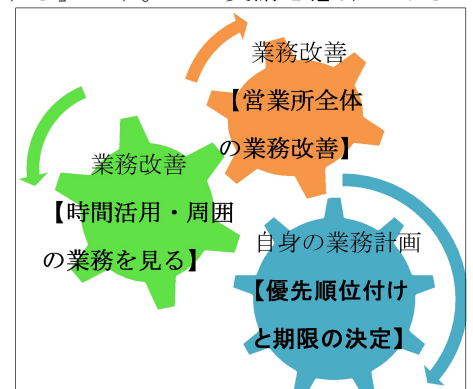 業務改善
【営業所全体
の業務改善】
業務改善
【時間活用・周囲
の業務を見る】
自身の業務計画
【優先順位付け
と期限の決定】